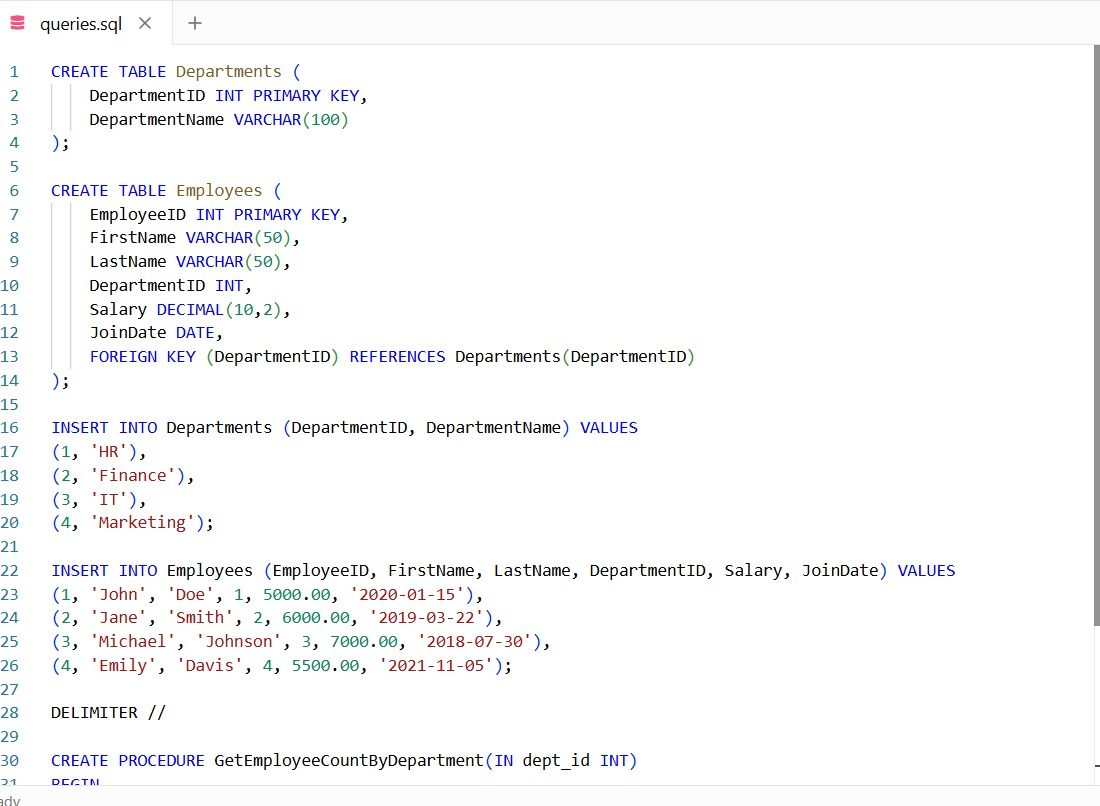 queries.sql × +
1 CREATE TABLE Departments (
2 DepartmentID INT PRIMARY KEY,
3 DepartmentName VARCHAR(100)
4 );
5
6 CREATE TABLE Employees (
7 EmployeeID INT PRIMARY KEY,
8 FirstName VARCHAR(50),
9 LastName VARCHAR(50),
10 DepartmentID INT,
11 Salary DECIMAL(10,2),
12 JoinDate DATE,
13 FOREIGN KEY (DepartmentID) REFERENCES Departments(DepartmentID)
14 );
15
16 INSERT INTO Departments (DepartmentID, DepartmentName) VALUES
17 (1, 'HR'),
18 (2, 'Finance'),
19 (3, 'IT'),
20 (4, 'Marketing');
21
22 INSERT INTO Employees (EmployeeID, FirstName, LastName, DepartmentID, Salary, JoinDate) VALUES
23 (1, 'John', 'Doe', 1, 5000.00, '2020-01-15'),
24 (2, 'Jane', 'Smith', 2, 6000.00, '2019-03-22'),
25 (3, 'Michael', 'Johnson', 3, 7000.00, '2018-07-30'),
26 (4, 'Emily', 'Davis', 4, 5500.00, '2021-11-05');
27
28 DELIMITER //
29
30 CREATE PROCEDURE GetEmployeeCountByDepartment(IN dept_id INT)
31 BEGIN
ady